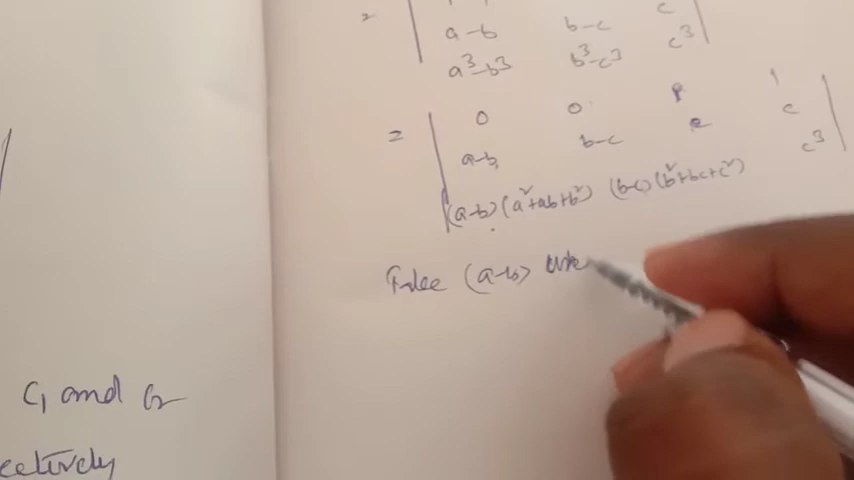 C1 and C2
ectively
= | a-b b-c c
a³-b³ b³-c³ c³ |
= | 0 0 1
a-b b-c c
(a-b)(a²+ab+b²) (b-c)(b²+bc+c²) c³ |
Take (a-b)